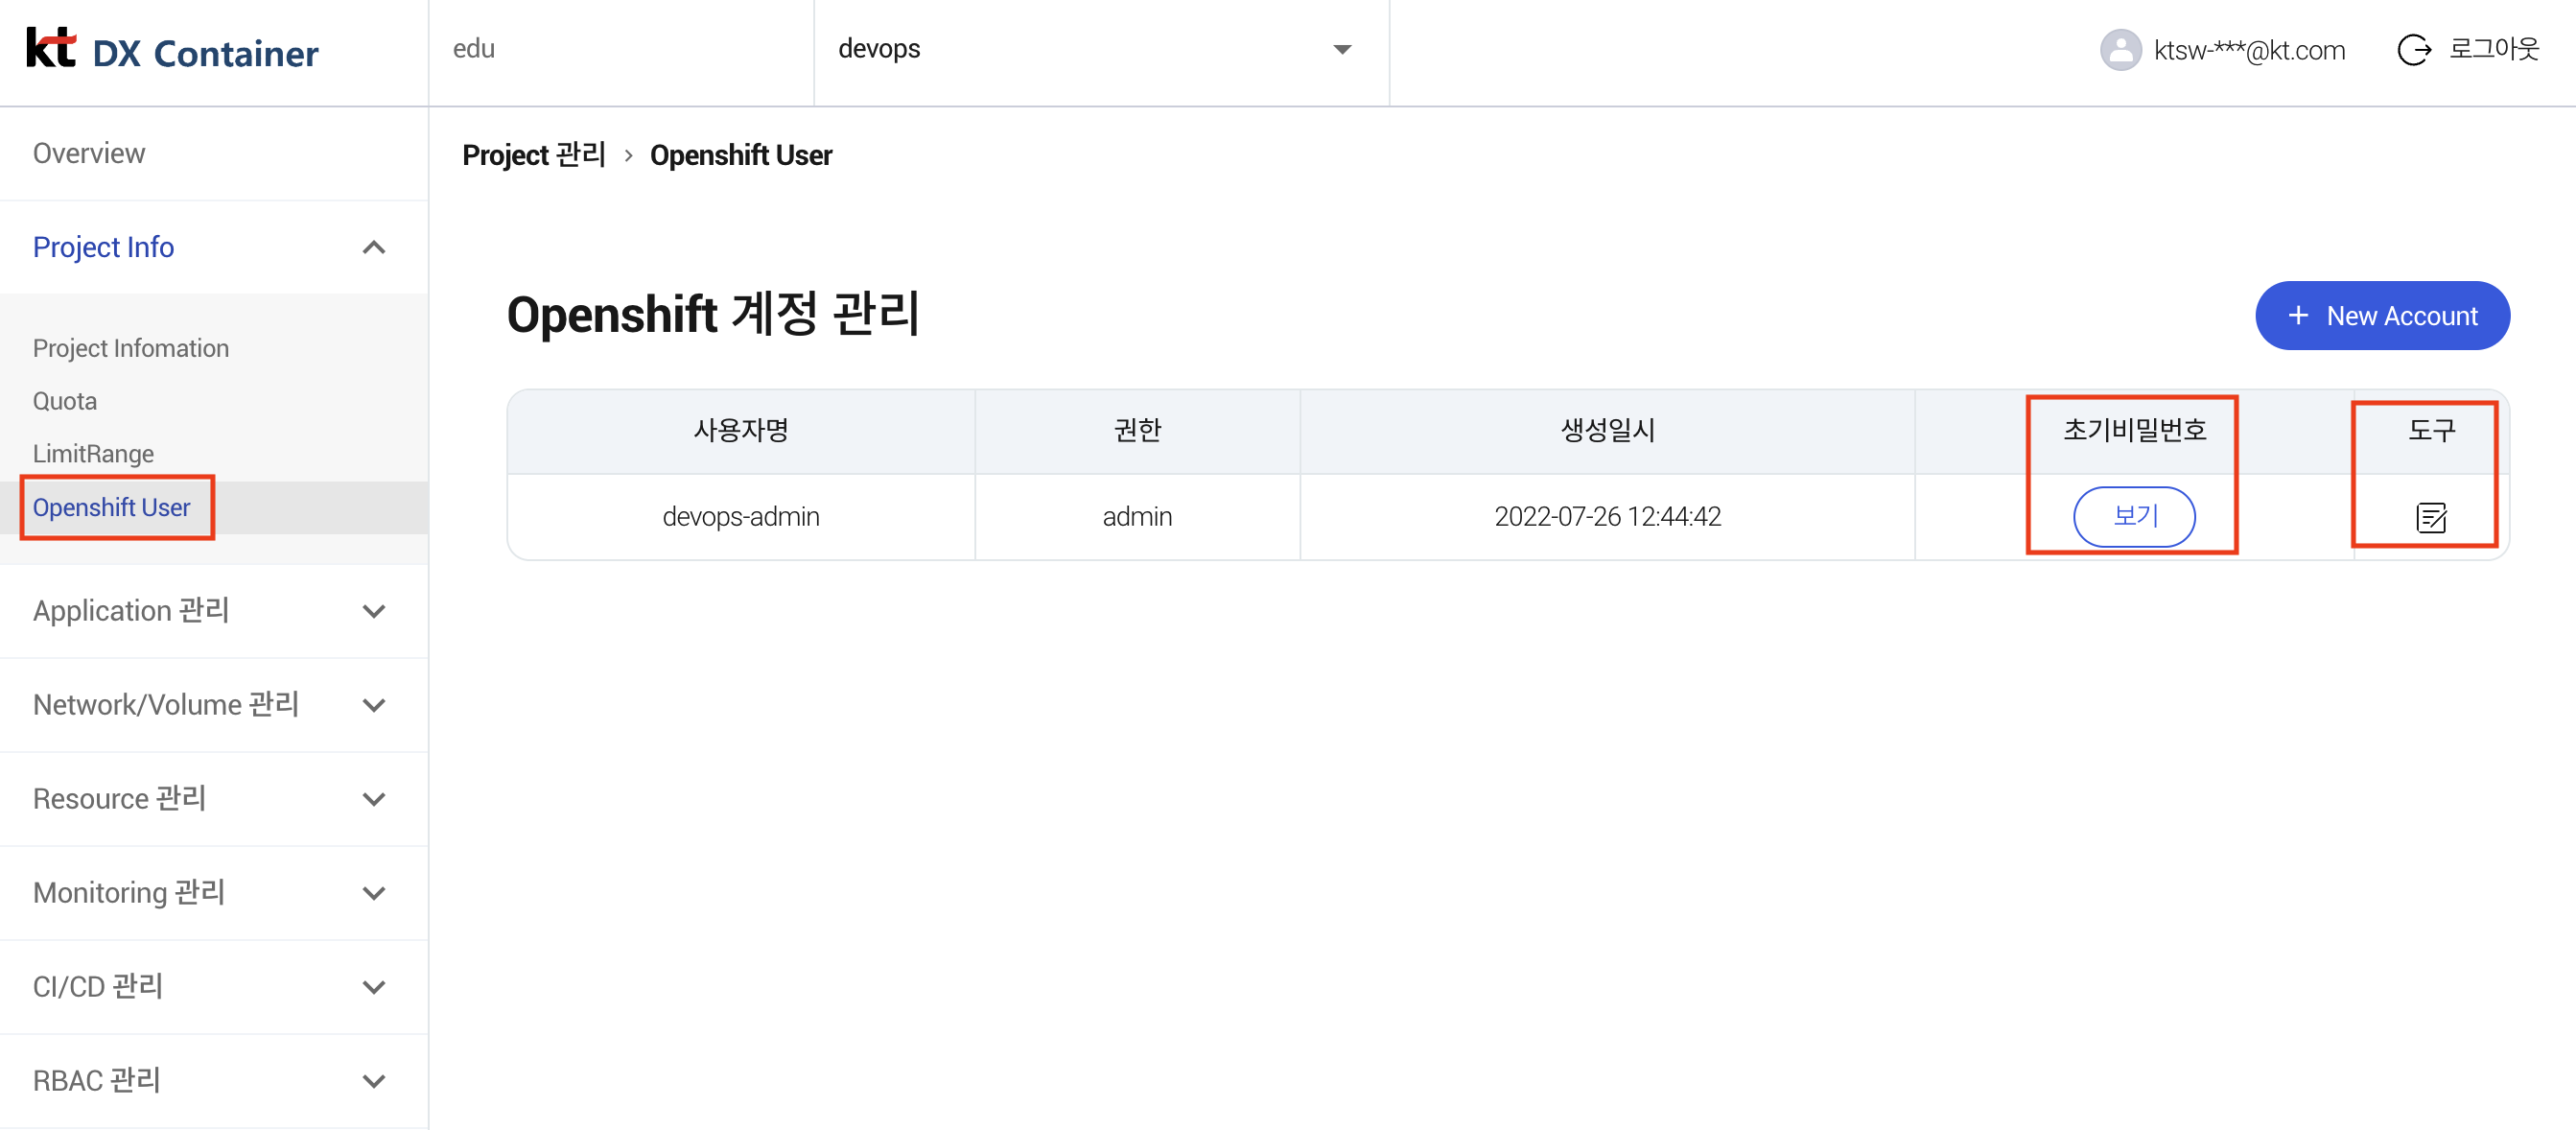 kt DX Container
edu
devops
ktsw-***@kt.com
로그아웃
Overview
Project Info
Project Infomation
Quota
LimitRange
Openshift User
Application 관리
Network/Volume 관리
Resource 관리
Monitoring 관리
CI/CD 관리
RBAC 관리
Project 관리 › Openshift User
Openshift 계정 관리
+ New Account
사용자명 권한 생성일시 초기비밀번호 도구
devops-admin admin 2022-07-26 12:44:42 보기